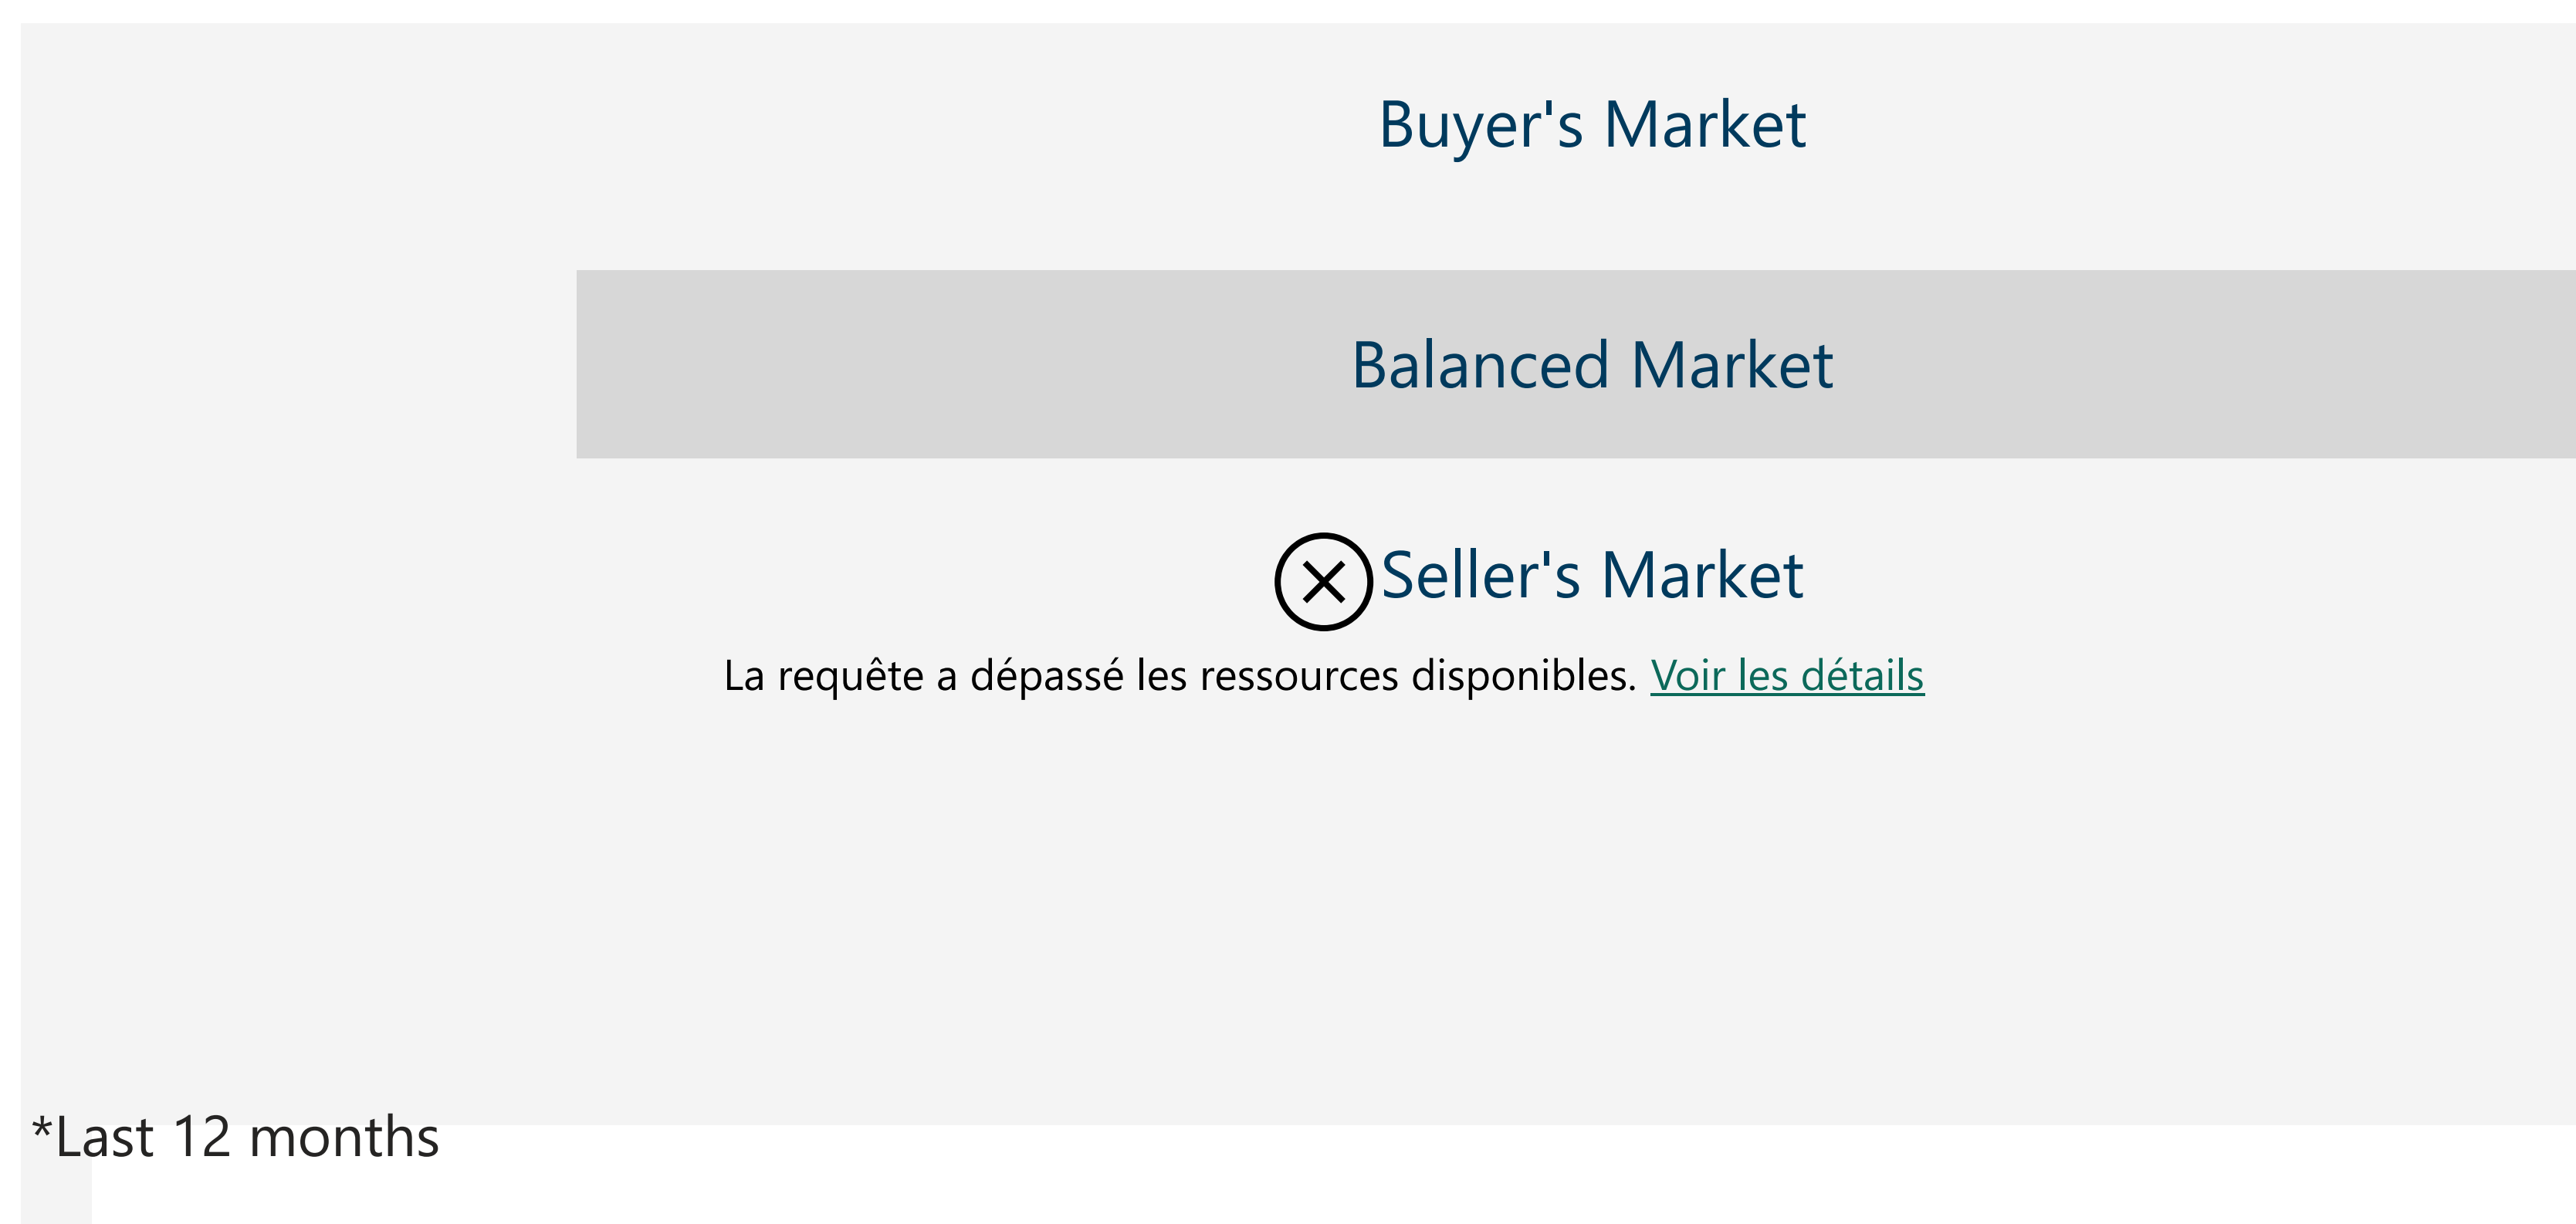 Buyer's Market
Balanced Market
Seller's Market
La requête a dépassé les ressources disponibles. Voir les détails
*Last 12 months